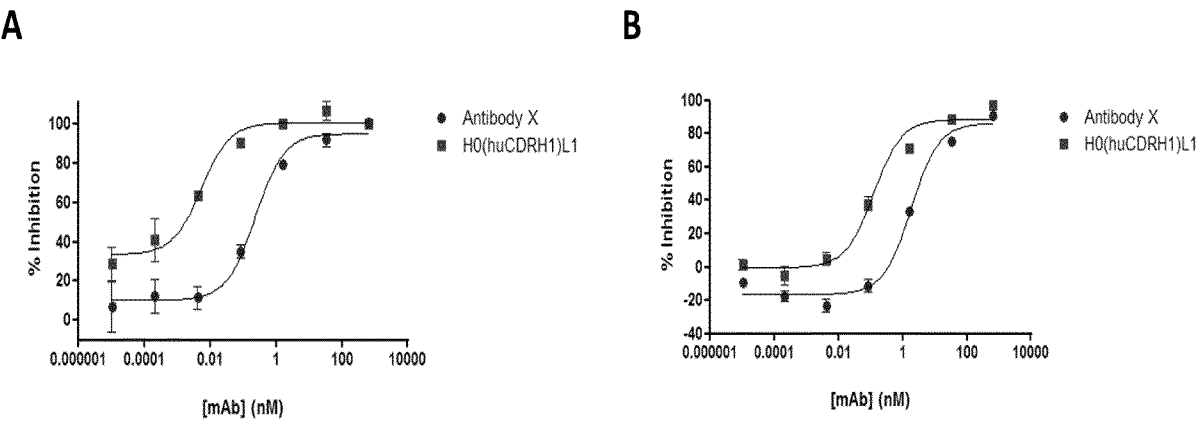 A
% Inhibition
100
80
60
40
20
0
0.000001 0.0001 0.01 1 100 10000
[mAb] (nM)
Antibody X
H0(huCDRH1)L1
B
% Inhibition
100
80
60
40
20
0
-20
-40
0.000001 0.0001 0.01 1 100 10000
[mAb] (nM)
Antibody X
H0(huCDRH1)L1